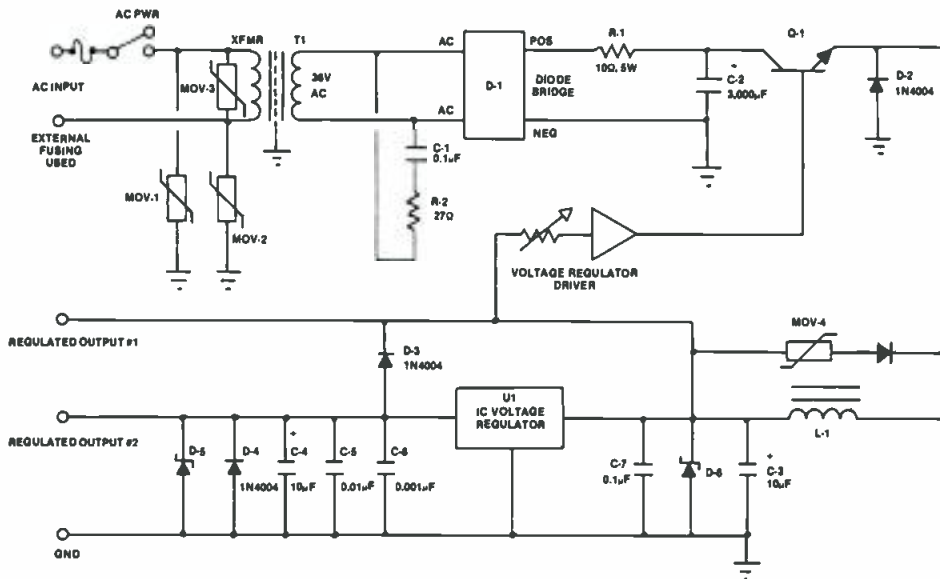 AC PWR
AC INPUT
EXTERNAL
FUSING
USED
MOV-1
MOV-2
MOV-3
XFMR
T1
36V
AC
AC
AC
C-1
0.1µF
R-2
27Ω
D-1
POS
NEG
DIODE
BRIDGE
R-1
10Ω, 5W
+
C-2
3,000µF
Q-1
D-2
1N4004
VOLTAGE REGULATOR
DRIVER
REGULATED OUTPUT #1
MOV-4
D-3
1N4004
U1
IC VOLTAGE
REGULATOR
L-1
REGULATED OUTPUT #2
D-5
D-4
1N4004
+
C-4
10µF
C-5
0.01µF
C-6
0.001µF
C-7
0.1µF
D-6
+
C-3
10µF
GND